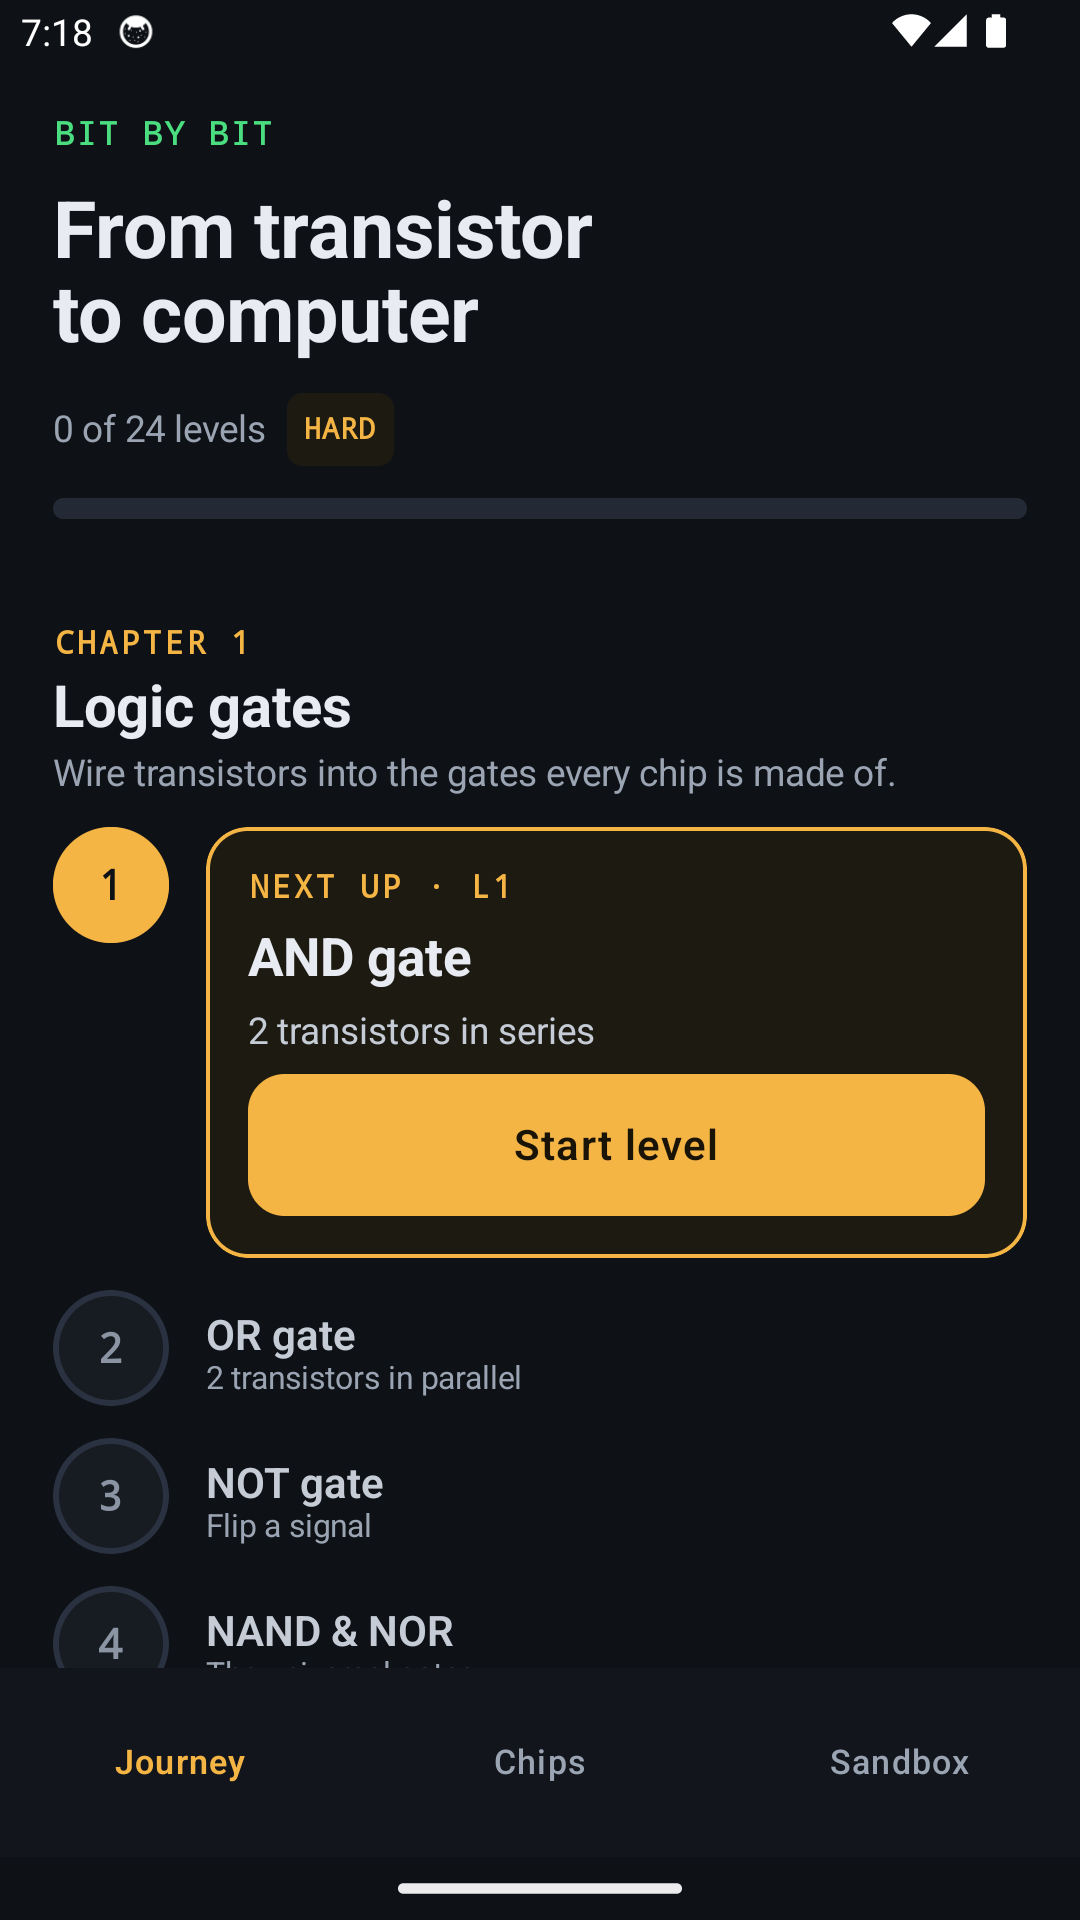 7:18
BIT BY BIT
From transistor
to computer
0 of 24 levels HARD
CHAPTER 1
Logic gates
Wire transistors into the gates every chip is made of.
1
NEXT UP · L1
AND gate
2 transistors in series
Start level
2
OR gate
2 transistors in parallel
3
NOT gate
Flip a signal
4
NAND & NOR
Journey Chips Sandbox